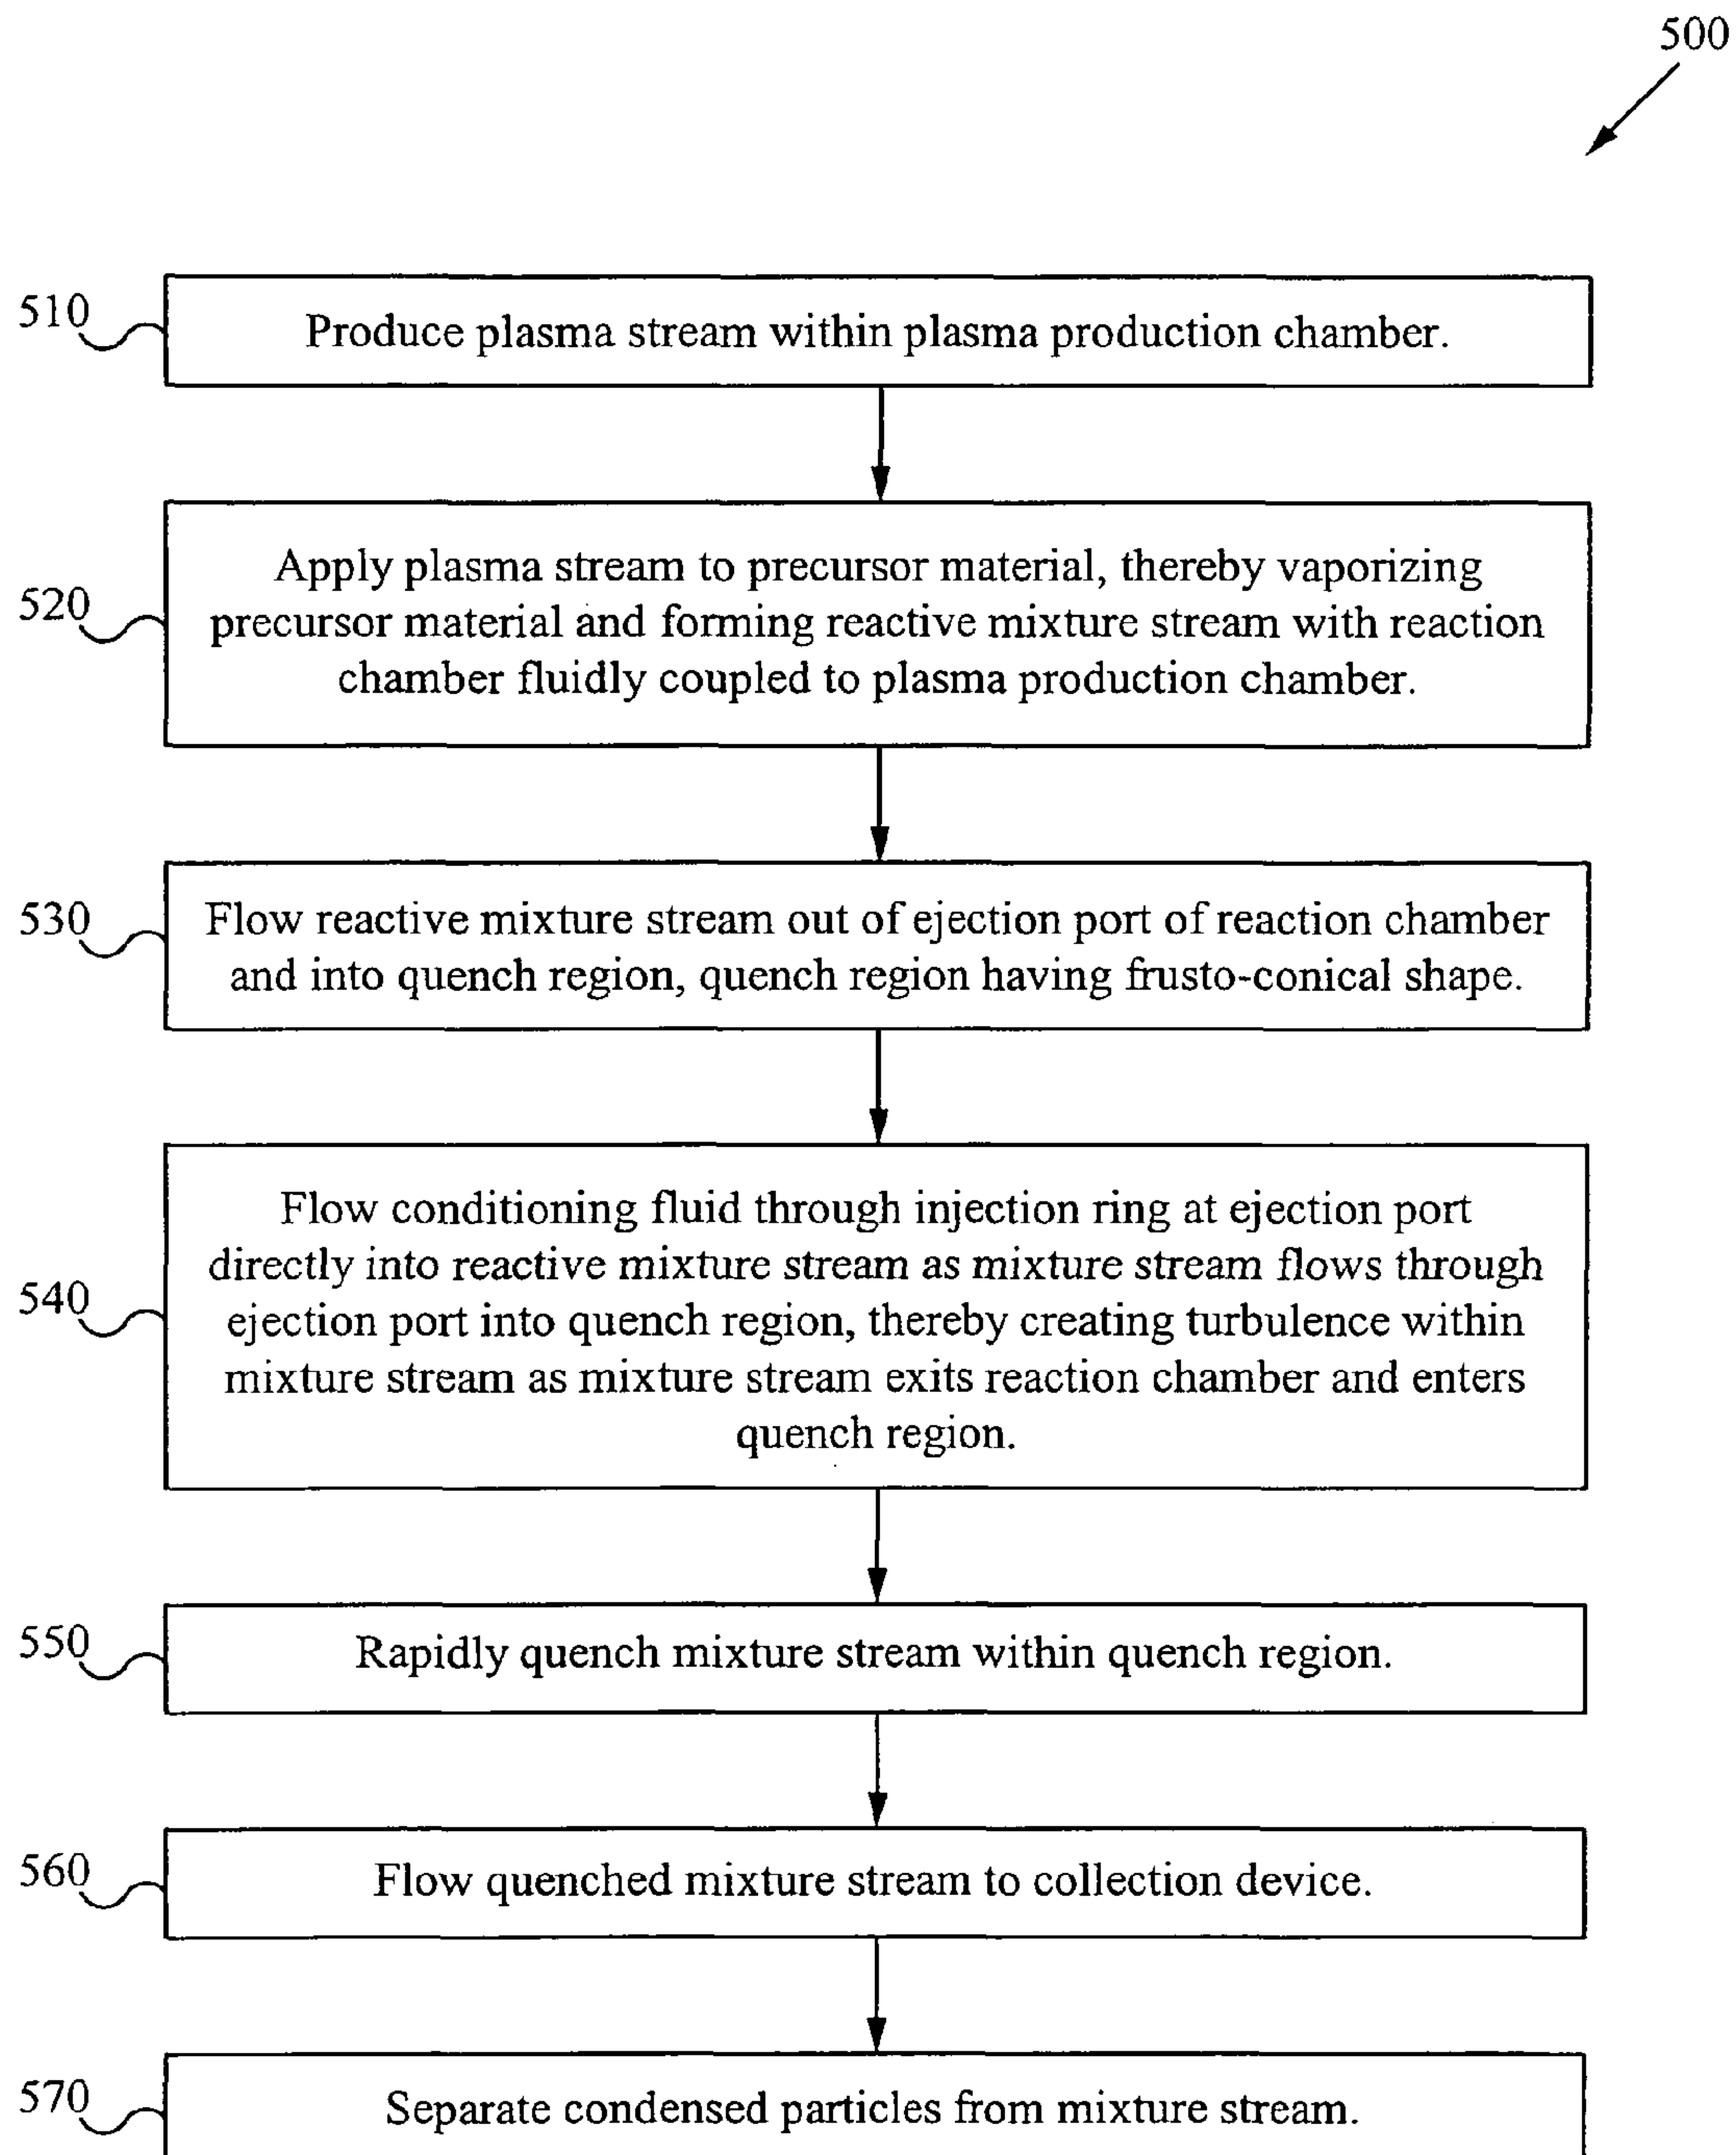 500
510
Produce plasma stream within plasma production chamber.
520
Apply plasma stream to precursor material, thereby vaporizing
precursor material and forming reactive mixture stream with reaction
chamber fluidly coupled to plasma production chamber.
530
Flow reactive mixture stream out of ejection port of reaction chamber
and into quench region, quench region having frusto-conical shape.
540
Flow conditioning fluid through injection ring at ejection port
directly into reactive mixture stream as mixture stream flows through
ejection port into quench region, thereby creating turbulence within
mixture stream as mixture stream exits reaction chamber and enters
quench region.
550
Rapidly quench mixture stream within quench region.
560
Flow quenched mixture stream to collection device.
570
Separate condensed particles from mixture stream.